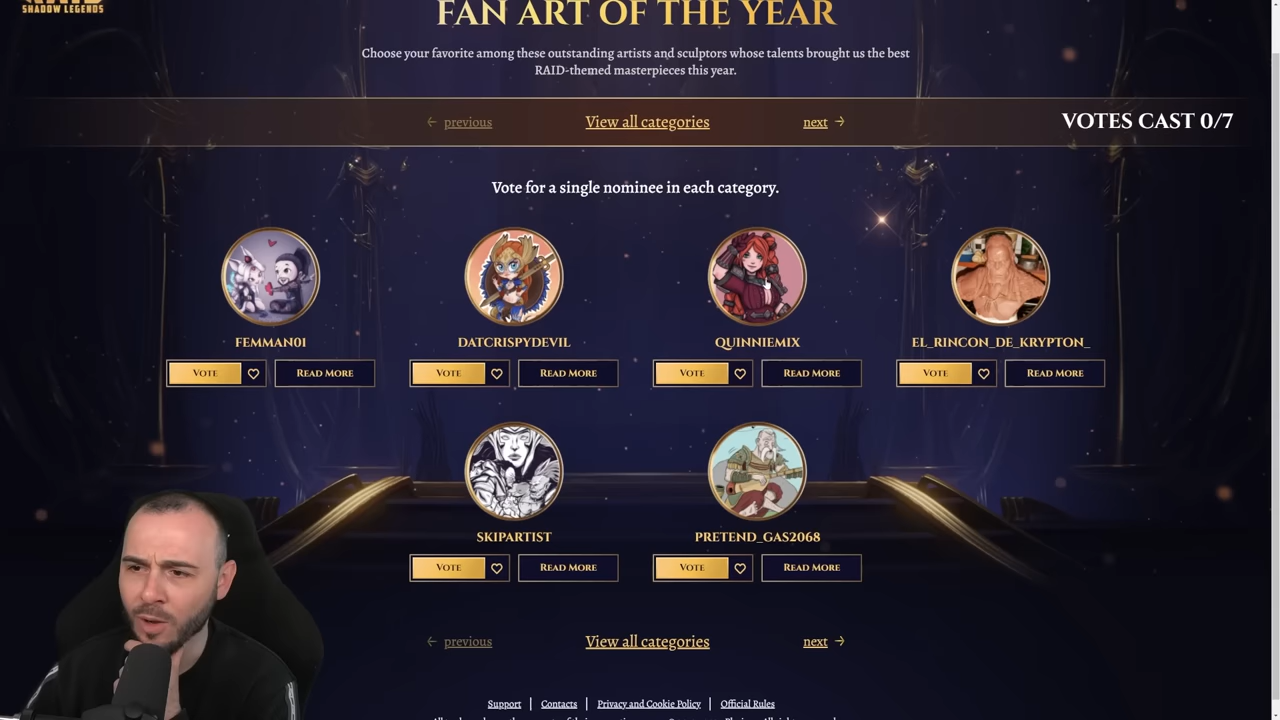 RAID
SHADOW LEGENDS
FAN ART OF THE YEAR
Choose your favorite among these outstanding artists and sculptors whose talents brought us the best
RAID-themed masterpieces this year.
← previous View all categories next →
VOTES CAST 0/7
Vote for a single nominee in each category.
FEMMAN01 DATCRISPYDEVIL QUINNIEMIX EL_RINCON_DE_KRYPTON_
VOTE READ MORE VOTE READ MORE VOTE READ MORE VOTE READ MORE
SKIPARTIST PRETEND_GAS2068
VOTE READ MORE VOTE READ MORE
← previous View all categories next →
Support | Contacts | Privacy and Cookie Policy | Official Rules